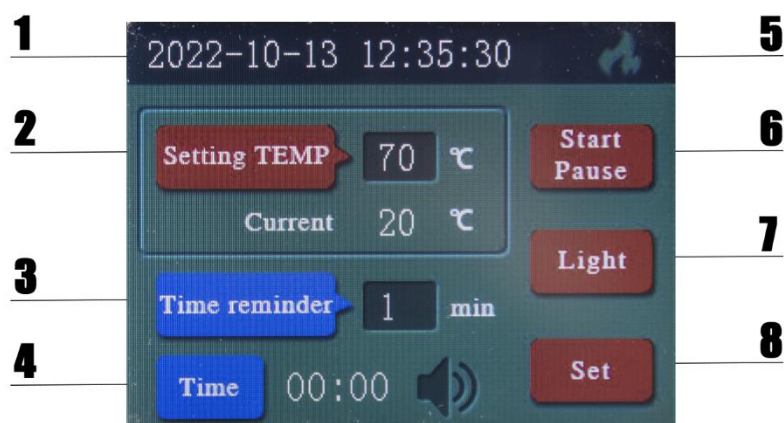 1
2022-10-13 12:35:30
5
2
Setting TEMP
70 ℃
Current
20 ℃
Start
Pause
6
3
Time reminder
1
min
Light
7
4
Time
00:00
Set
8